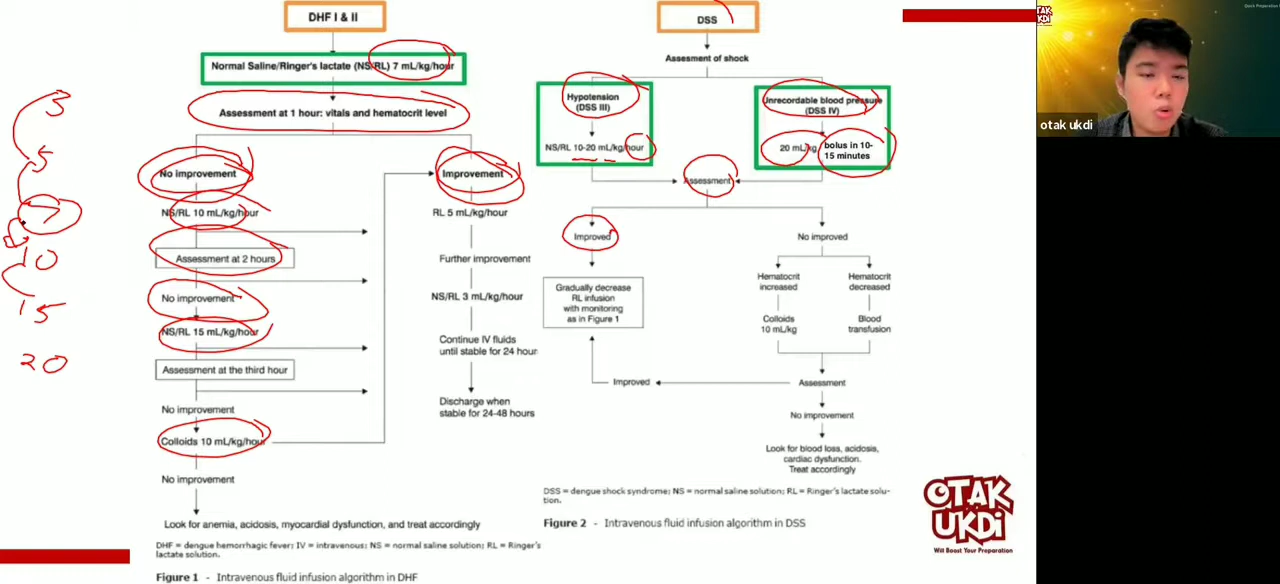 DHF I & II
Normal Saline/Ringer's lactate (NS/RL) 7 mL/kg/hour
Assessment at 1 hour: vitals and hematocrit level
No improvement
NS/RL 10 mL/kg/hour
Assessment at 2 hours
No improvement
NS/RL 15 mL/kg/hour
Assessment at the third hour
No improvement
Colloids 10 mL/kg/hour
No improvement
Look for anemia, acidosis, myocardial dysfunction, and treat accordingly
Improvement
RL 5 mL/kg/hour
Further improvement
NS/RL 3 mL/kg/hour
Continue IV fluids
until stable for 24 hour
Discharge when
stable for 24-48 hours
DHF = dengue hemorrhagic fever; IV = intravenous; NS = normal saline solution; RL = Ringer's
lactate solution.
Figure 1 - Intravenous fluid infusion algorithm in DHF
3
5
7
10
15
20
DSS
Assesment of shock
Hypotension
(DSS III)
NS/RL 10-20 mL/kg/hour
Unrecordable blood pressure
(DSS IV)
20 mL/kg bolus in 10-
15 minutes
Assessment
Improved
Gradually decrease
RL infusion
with monitoring
as in Figure 1
No improved
Hematocrit
increased
Colloids
10 mL/kg
Hematocrit
decreased
Blood
transfusion
Assessment
Improved
No improvement
Look for blood loss, acidosis,
cardiac dysfunction.
Treat accordingly
DSS = dengue shock syndrome; NS = normal saline solution; RL = Ringer's lactate solu-
tion.
Figure 2 - Intravenous fluid infusion algorithm in DSS
OTAK
UKDI
Quick Preparation
otak ukdi
OTAK
UKDi
Will Boost Your Preparation